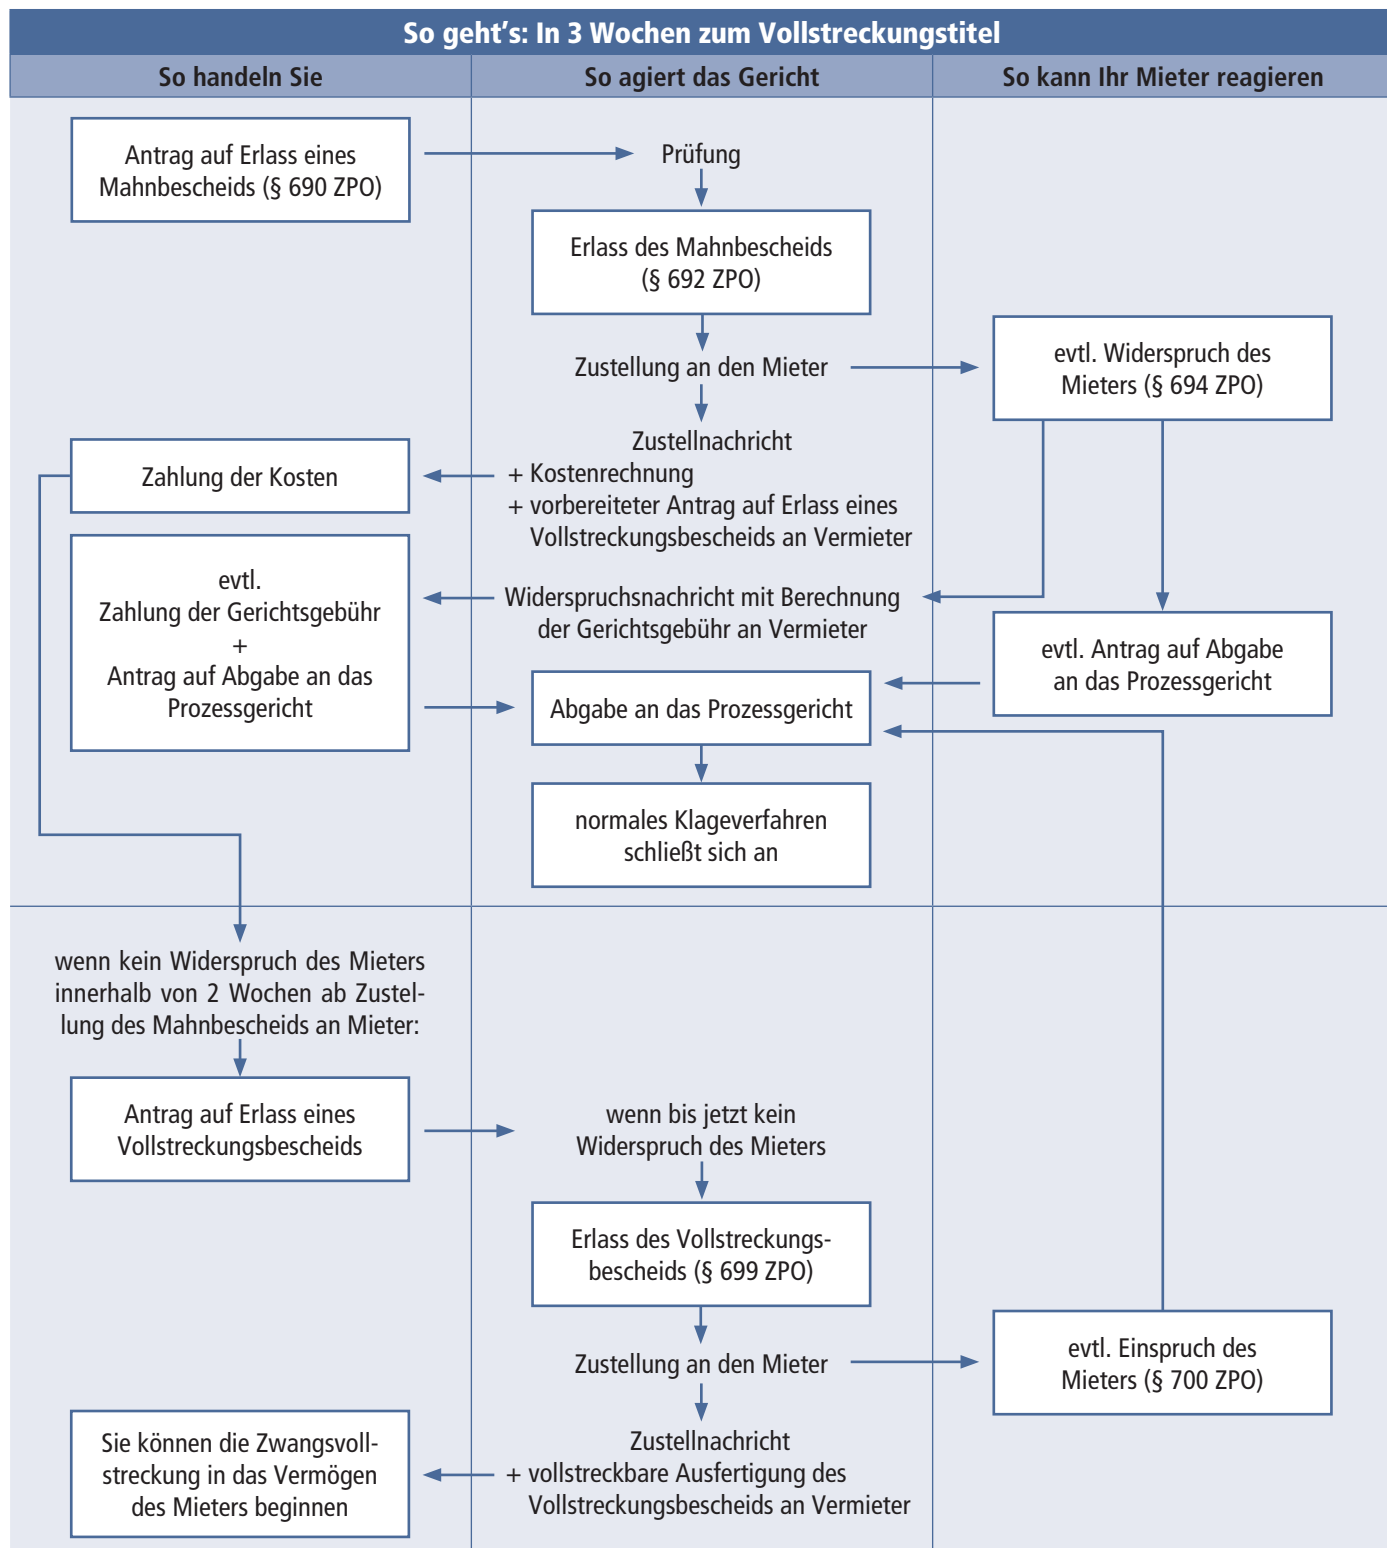 So geht's: In 3 Wochen zum Vollstreckungstitel
So handeln Sie
So agiert das Gericht
So kann Ihr Mieter reagieren
Antrag auf Erlass eines
Mahnbescheids (§ 690 ZPO)
Prüfung
Erlass des Mahnbescheids
(§ 692 ZPO)
Zustellung an den Mieter
evtl. Widerspruch des
Mieters (§ 694 ZPO)
Zustellnachricht
+ Kostenrechnung
+ vorbereiteter Antrag auf Erlass eines
Vollstreckungsbescheids an Vermieter
Zahlung der Kosten
evtl.
Zahlung der Gerichtsgebühr
+
Antrag auf Abgabe an das
Prozessgericht
Widerspruchsnachricht mit Berechnung
der Gerichtsgebühr an Vermieter
evtl. Antrag auf Abgabe
an das Prozessgericht
Abgabe an das Prozessgericht
normales Klageverfahren
schließt sich an
wenn kein Widerspruch des Mieters
innerhalb von 2 Wochen ab Zustel-
lung des Mahnbescheids an Mieter:
Antrag auf Erlass eines
Vollstreckungsbescheids
wenn bis jetzt kein
Widerspruch des Mieters
Erlass des Vollstreckungs-
bescheids (§ 699 ZPO)
Zustellung an den Mieter
evtl. Einspruch des
Mieters (§ 700 ZPO)
Zustellnachricht
+ vollstreckbare Ausfertigung des
Vollstreckungsbescheids an Vermieter
Sie können die Zwangsvoll-
streckung in das Vermögen
des Mieters beginnen